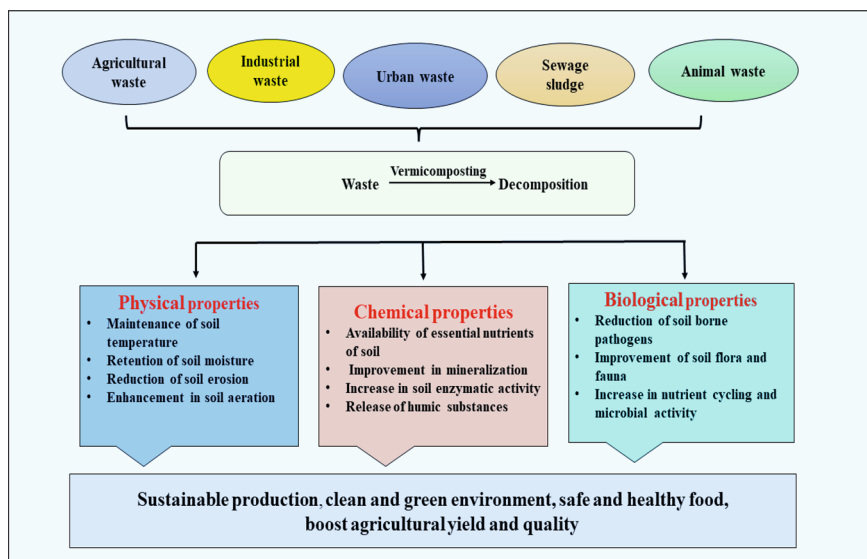 Agricultural
waste
Industrial
waste
Urban waste
Sewage
sludge
Animal waste
Vermicomposting
Waste
Decomposition
Physical properties
• Maintenance of soil
temperature
• Retention of soil moisture
• Reduction of soil erosion
• Enhancement in soil aeration
Chemical properties
• Availability of essential nutrients
of soil
• Improvement in mineralization
• Increase in soil enzymatic activity
• Release of humic substances
Biological properties
• Reduction of soil borne
pathogens
• Improvement of soil flora and
fauna
• Increase in nutrient cycling and
microbial activity
Sustainable production, clean and green environment, safe and healthy food,
boost agricultural yield and quality